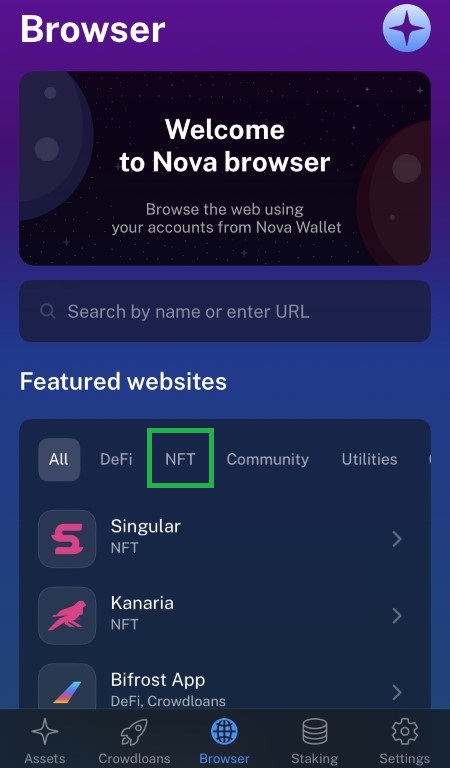 Browser
Welcome
to Nova browser
Browse the web using
your accounts from Nova Wallet
Search by name or enter URL
Featured websites
All DeFi NFT Community Utilities
Singular
NFT
Kanaria
NFT
Bifrost App
DeFi, Crowdloans
Assets Crowdloans Browser Staking Settings